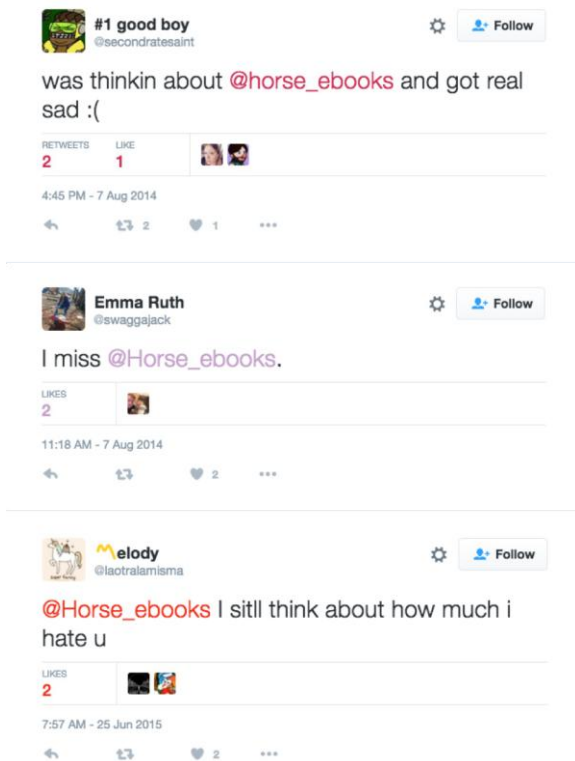 #1 good boy
@secondratesaint
Follow
was thinkin about @horse_ebooks and got real
sad :(
RETWEETS LIKE
2 1
4:45 PM - 7 Aug 2014
2 1
Emma Ruth
@swaggajack
Follow
I miss @Horse_ebooks.
LIKES
2
11:18 AM - 7 Aug 2014
2
elody
@laotralamisma
Follow
@Horse_ebooks I sitll think about how much i
hate u
LIKES
2
7:57 AM - 25 Jun 2015
2